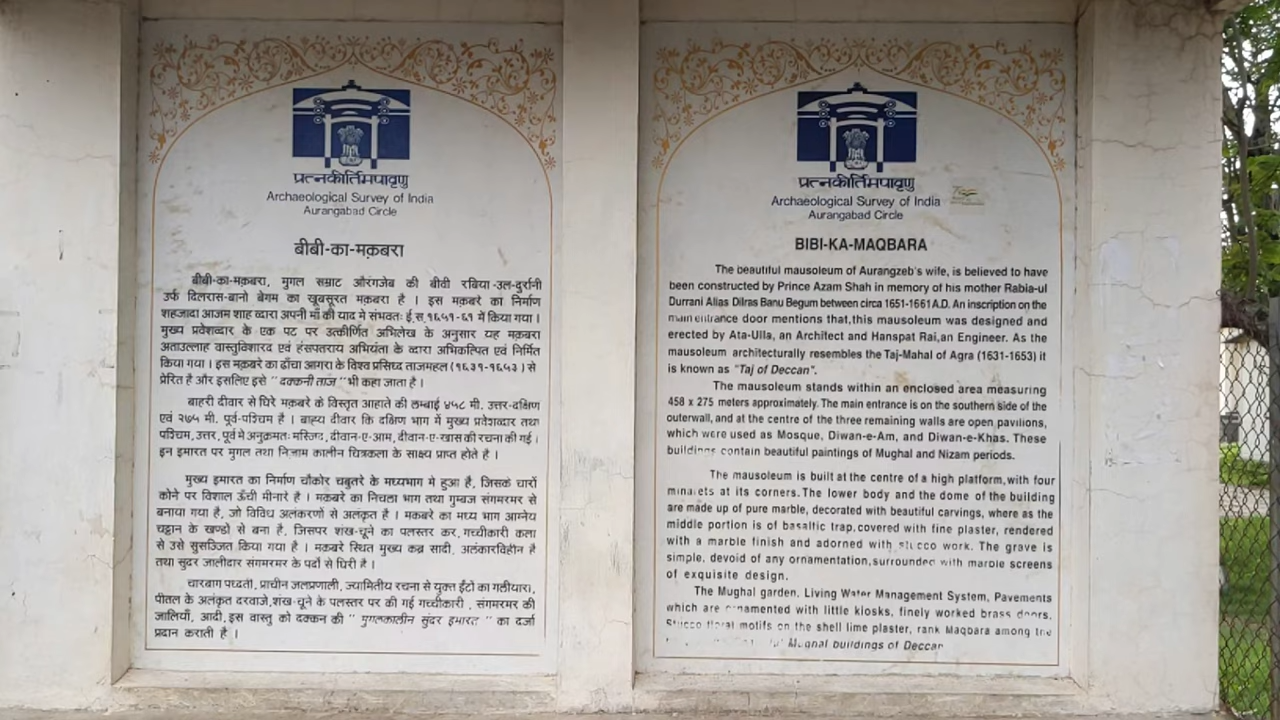 प्रत्नकीर्तिमपावृणु
Archaeological Survey of India
Aurangabad Circle
बीबी-का-मक़बरा
बीबी-का-मक़बरा, मुगल सम्राट औरंगजेब की बीवी रबिया-उल-दुर्रानी
उर्फ दिलरास-बानो बेगम का खूबसूरत मक़बरा है । इस मकबरे का निर्माण
शहजादा आजम शाह व्दारा अपनी माँ की याद मे संभवतः ई.स.१६५१-६१ में किया गया ।
मुख्य प्रवेशव्दार के एक पट पर उत्कीर्णित अभिलेख के अनुसार यह मक़बरा
अताउल्लाह वास्तुविशारद एवं हंसपतराय अभियंता के व्दारा अभिकल्पित एवं निर्मित
किया गया । इस मक़बरे का ढाँचा आगरा के विश्व प्रसिध्द ताजमहल (१६३१-१६५३ ) से
प्रेरित है और इसलिए इसे "दक्कनी ताज" भी कहा जाता है ।
बाहरी दीवार से घिरे मक़बरे के विस्तृत आहाते की लम्बाई ४५८ मी. उत्तर-दक्षिण
एवं २७५ मी. पूर्व-पश्चिम है । बाह्य दीवार कि दक्षिण भाग में मुख्य प्रवेशव्दार तथा
पश्चिम, उत्तर, पूर्व मे अनुक्रमतः मस्जिद, दीवान-ए-आम, दीवान-ए-खास की रचना की गई ।
इन इमारत पर मुगल तथा निजाम कालीन चित्रकला के साक्ष्य प्राप्त होते है ।
मुख्य इमारत का निर्माण चौकोर चबुतरे के मध्यभाग मे हुआ है, जिसके चारों
कोने पर विशाल ऊँची मीनारे है । मकबरे का निचला भाग तथा गुम्बज संगमरमर से
बनाया गया है, जो विविध अलंकरणों से अलंकृत है । मकबरे का मध्य भाग आग्नेय
चट्टान के खण्डो से बना है, जिसपर शंख-चूने का पलस्तर कर, गच्चीकारी कला
से उसे सुसज्जित किया गया है । मक़बरे स्थित मुख्य कब्र सादी, अलंकारविहीन है
तथा सुंदर जालीदार संगमरमर के पर्दो से घिरी है ।
चारबाग पध्दती, प्राचीन जलप्रणाली, ज्यामितीय रचना से युक्त ईंटो का गलीयारा,
पीतल के अलंकृत दरवाजे,शंख-चूने के पलस्तर पर की गई गच्चीकारी , संगमरमर की
जालियाँ, आदी,इस वास्तु को दक्कन की " मुगलकालीन सुंदर इमारत " का दर्जा
प्रदान कराती है ।
प्रत्नकीर्तिमपावृणु
Archaeological Survey of India
Aurangabad Circle
BIBI-KA-MAQBARA
The beautiful mausoleum of Aurangzeb's wife, is believed to have
been constructed by Prince Azam Shah in memory of his mother Rabia-ul
Durrani Alias Dilras Banu Begum between circa 1651-1661 A.D. An inscription on the
main entrance door mentions that,this mausoleum was designed and
erected by Ata-Ulla, an Architect and Hanspat Rai,an Engineer. As the
mausoleum architecturally resembles the Taj-Mahal of Agra (1631-1653) it
is known as "Taj of Deccan".
The mausoleum stands within an enclosed area measuring
458 x 275 meters approximately. The main entrance is on the southern side of the
outerwall, and at the centre of the three remaining walls are open pavilions,
which were used as Mosque, Diwan-e-Am, and Diwan-e-Khas. These
buildings contain beautiful paintings of Mughal and Nizam periods.
The mausoleum is built at the centre of a high platform,with four
minarets at its corners. The lower body and the dome of the building
are made up of pure marble, decorated with beautiful carvings, where as the
middle portion is of basaltic trap,covered with fine plaster, rendered
with a marble finish and adorned with stucco work. The grave is
simple, devoid of any ornamentation,surrounded with marble screens
of exquisite design.
The Mughal garden, Living Water Management System, Pavements
which are ornamented with little kiosks, finely worked brass doors,
Stucco floral motifs on the shell lime plaster, rank Maqbara among the
Mughal buildings of Deccan